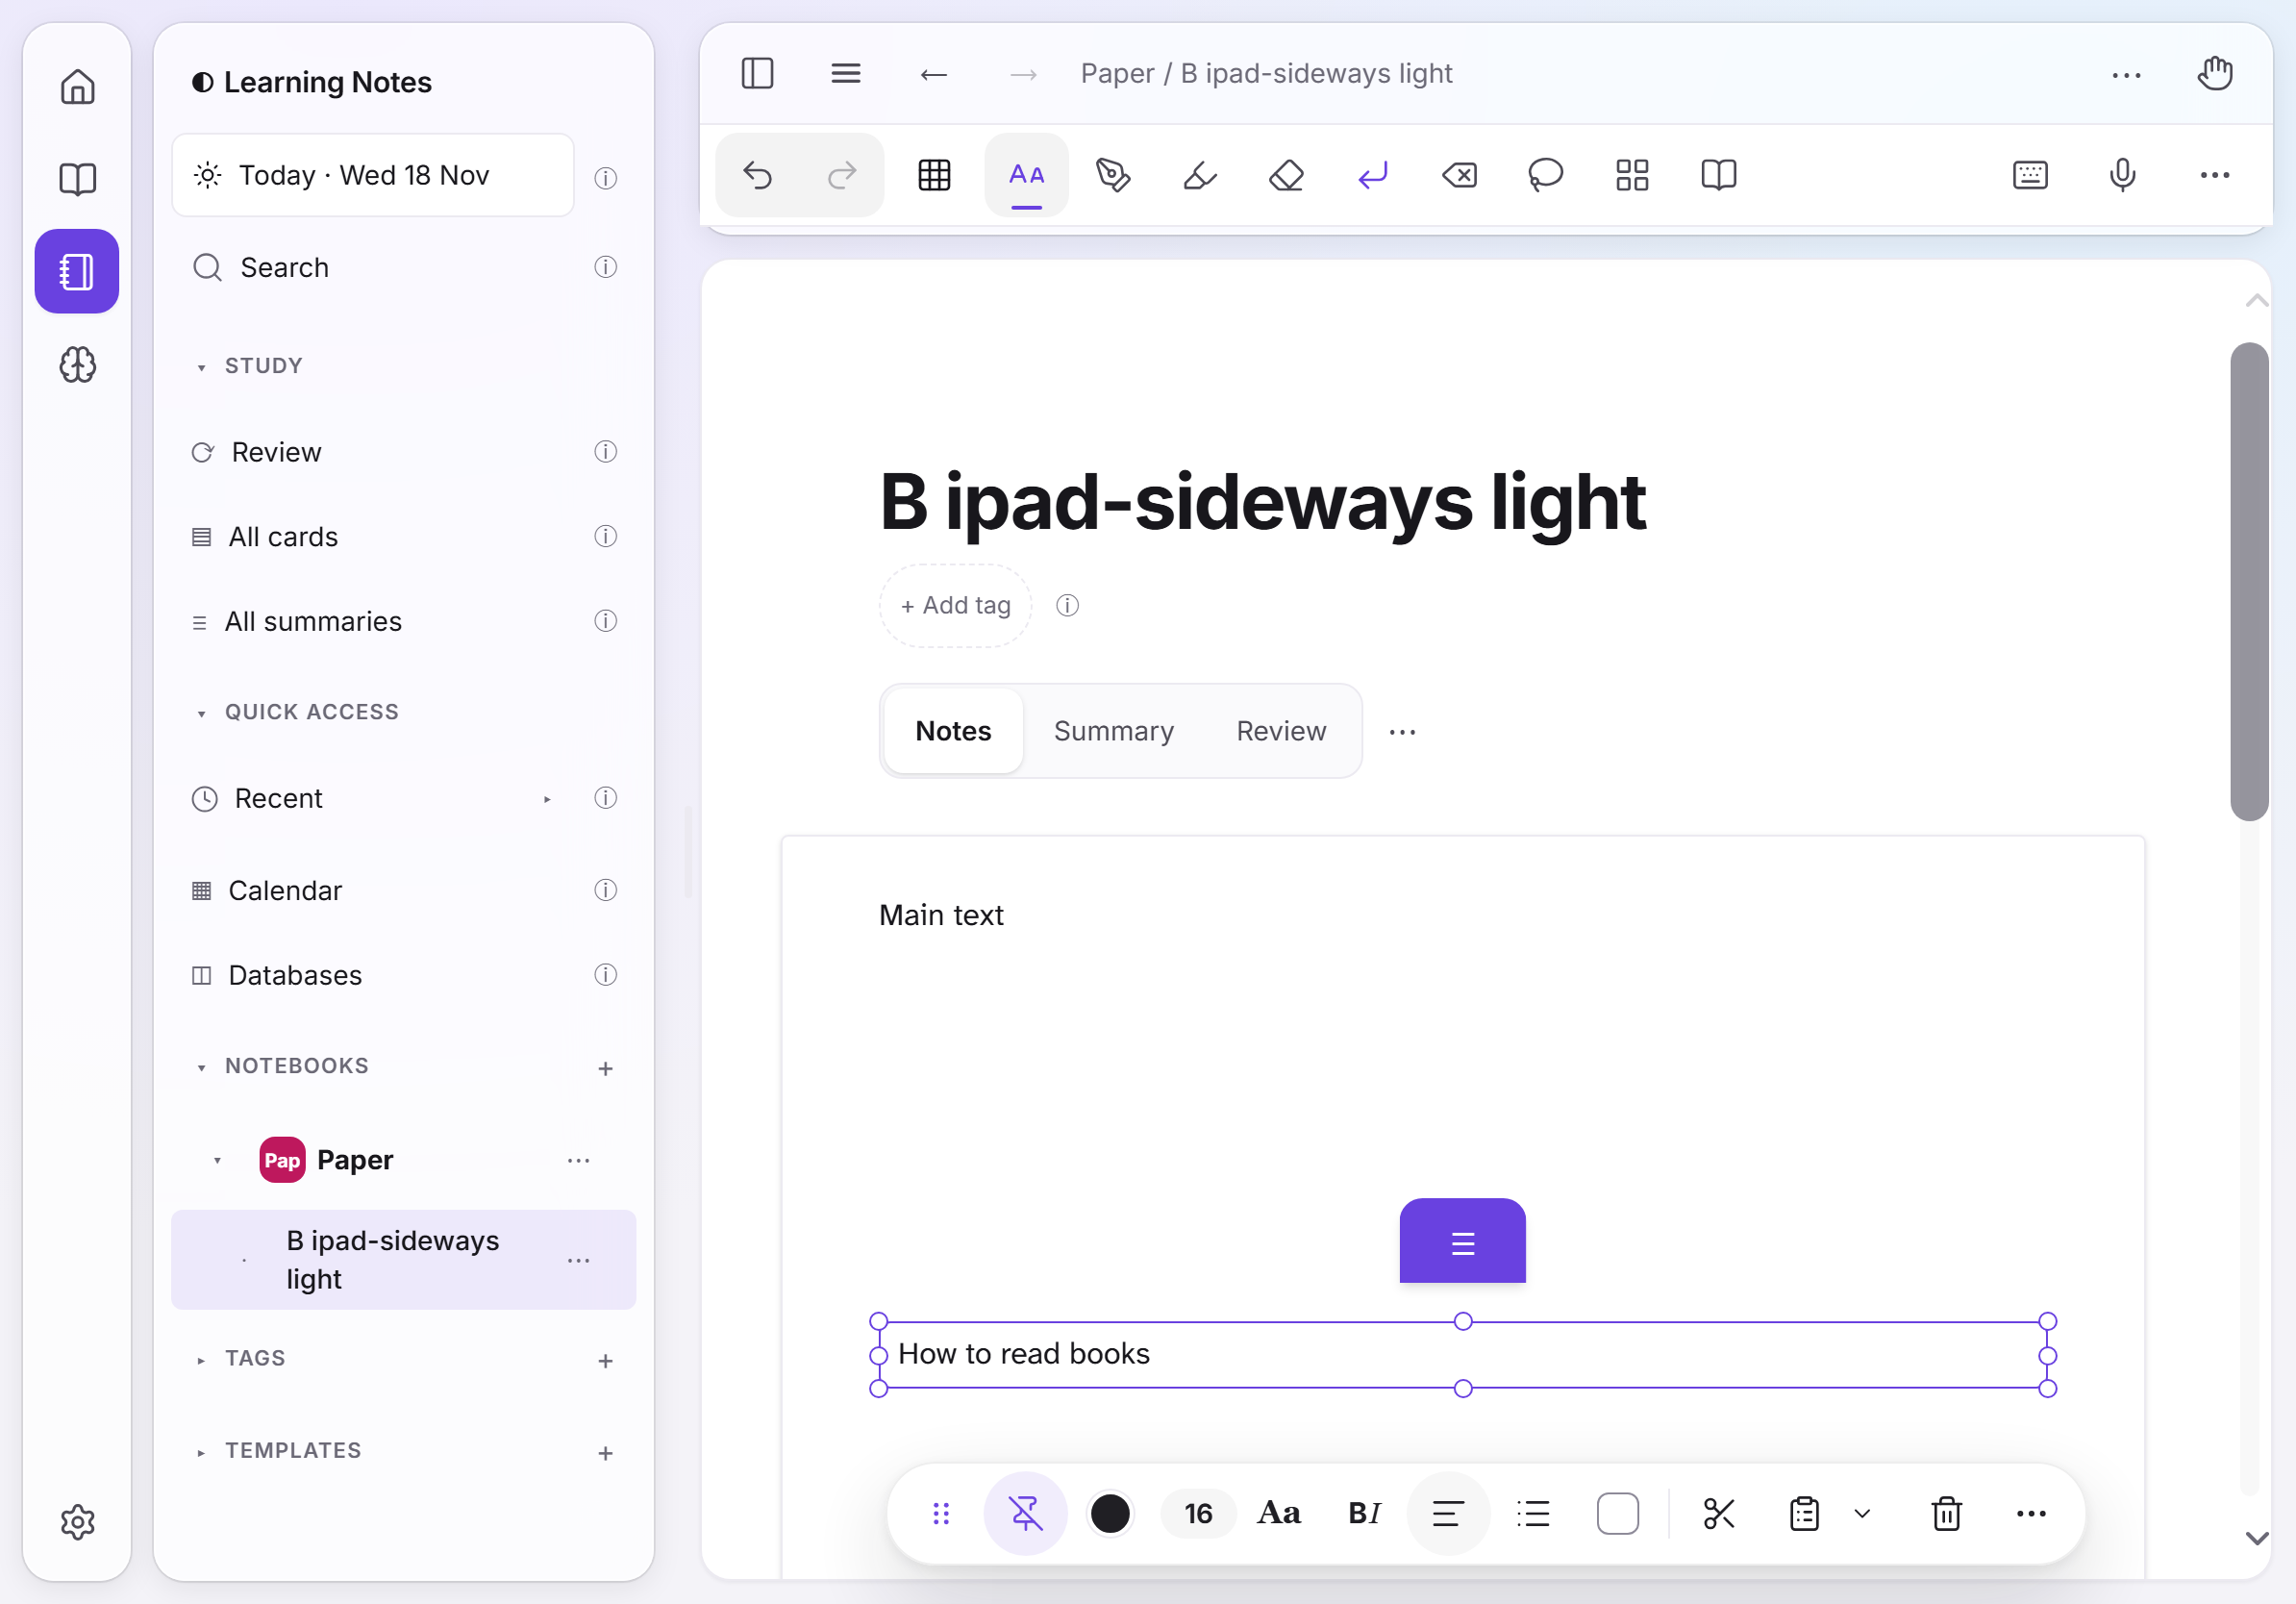 Learning Notes
Today · Wed 18 Nov
Search
STUDY
Review
All cards
All summaries
QUICK ACCESS
Recent
Calendar
Databases
NOTEBOOKS
Pap Paper
B ipad-sideways
light
TAGS
TEMPLATES
Paper / B ipad-sideways light
AA
B ipad-sideways light
+ Add tag
Notes Summary Review
Main text
How to read books
16 Aa BI